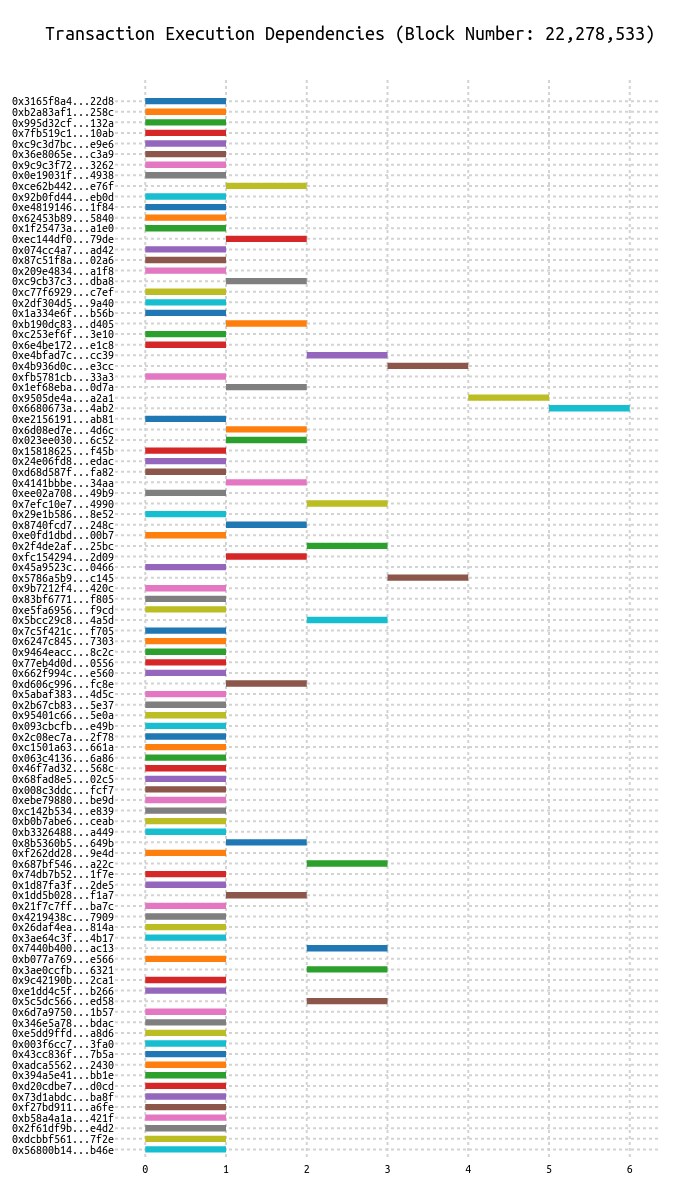 Transaction Execution Dependencies (Block Number: 22,278,533)
0x3165f8a4...22d8
0xb2a83af1...258c
0x995d32cf...132a
0x7fb519c1...10ab
0xc9c3d7bc...e9e6
0x36e8065e...c3a9
0x9c9c3f72...3262
0x0e19031f...4938
0xce62b442...e76f
0x92b0fd44...eb0d
0xe4819146...1f84
0x62453b89...5840
0x1f25473a...a1e0
0xec144df0...79de
0x074cc4a7...ad42
0x87c51f8a...02a6
0x209e4834...a1f8
0xc9cb37c3...dba8
0xc77f6929...c7ef
0x2df304d5...9a40
0x1a334e6f...b56b
0xb190dc83...d405
0xc253ef6f...3e10
0x6e4be172...e1c8
0xe4bfad7c...cc39
0x4b936d0c...e3cc
0xfb5781cb...33a3
0x1ef68eba...0d7a
0x9505de4a...a2a1
0x6680673a...4ab2
0xe2156191...ab81
0x6d08ed7e...4d6c
0x023ee030...6c52
0x15818625...f45b
0x24e06fd8...edac
0xd68d587f...fa82
0x4141bbbe...34aa
0xee02a708...49b9
0x7efc10e7...4990
0x29e1b586...8e52
0x8740fcd7...248c
0xe0fd1dbd...00b7
0x2f4de2af...25bc
0xfc154294...2d09
0x45a9523c...0466
0x5786a5b9...c145
0x9b7212f4...420c
0x83bf6771...f805
0xe5fa6956...f9cd
0x5bcc29c8...4a5d
0x7c5f421c...f705
0x6247c845...7303
0x9464eacc...8c2c
0x77eb4d0d...0556
0x662f994c...e560
0xd606c996...fc8e
0x5abaf383...4d5c
0x2b67cb83...5e37
0x95401c66...5e0a
0x093cbcfb...e49b
0x2c08ec7a...2f78
0xc1501a63...661a
0x063c4136...6a86
0x46f7ad32...568c
0x68fad8e5...02c5
0x008c3ddc...fcf7
0xebe79880...be9d
0xc142b534...e839
0xb0b7abe6...ceab
0xb3326488...a449
0x8b5360b5...649b
0xf262dd28...9e4d
0x687bf546...a22c
0x74db7b52...1f7e
0x1d87fa3f...2de5
0x1dd5b028...f1a7
0x21f7c7ff...ba7c
0x4219438c...7909
0x26daf4ea...814a
0x3ae64c3f...4b17
0x7440b400...ac13
0xb077a769...e566
0x3ae0ccfb...6321
0x9c42190b...2ca1
0xe1dd4c5f...b266
0x5c5dc566...ed58
0x6d7a9750...1b57
0x346e5a78...bdac
0xe5dd9ffd...a8d6
0x003f6cc7...3fa0
0x43cc836f...7b5a
0xadca5562...2430
0x394a5e41...bb1e
0xd20cdbe7...d0cd
0x73d1abdc...ba8f
0xf27bd911...a6fe
0xb58a4a1a...421f
0x2f61df9b...e4d2
0xdcbbf561...7f2e
0x56800b14...b46e
0 1 2 3 4 5 6